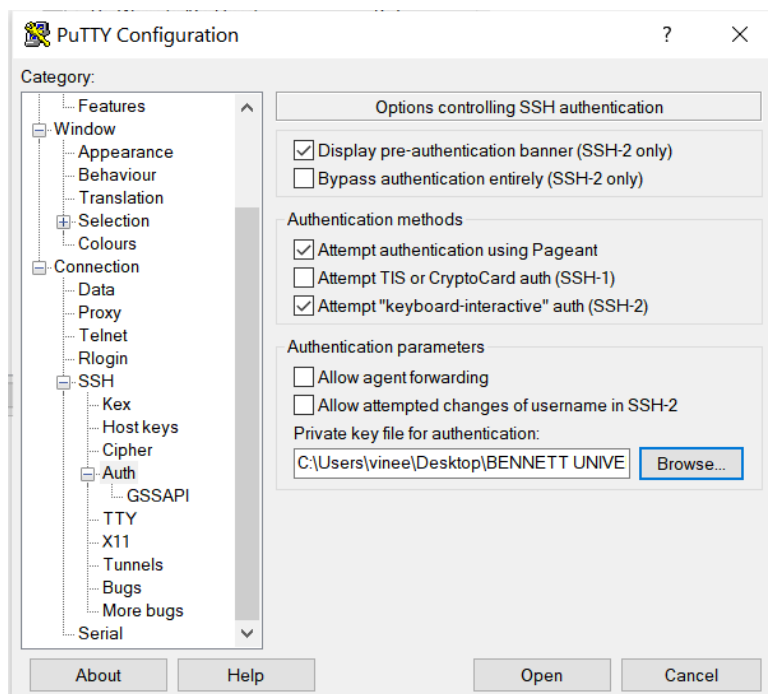 PuTTY Configuration
?
Category:
Features
Window
Appearance
Behaviour
Translation
Selection
Colours
Connection
Data
Proxy
Telnet
Rlogin
SSH
Kex
Host keys
Cipher
Auth
GSSAPI
TTY
X11
Tunnels
Bugs
More bugs
Serial
Options controlling SSH authentication
Display pre-authentication banner (SSH-2 only)
Bypass authentication entirely (SSH-2 only)
Authentication methods
Attempt authentication using Pageant
Attempt TIS or CryptoCard auth (SSH-1)
Attempt "keyboard-interactive" auth (SSH-2)
Authentication parameters
Allow agent forwarding
Allow attempted changes of username in SSH-2
Private key file for authentication:
C:\Users\vinee\Desktop\BENNETT UNIVE
Browse...
About
Help
Open
Cancel